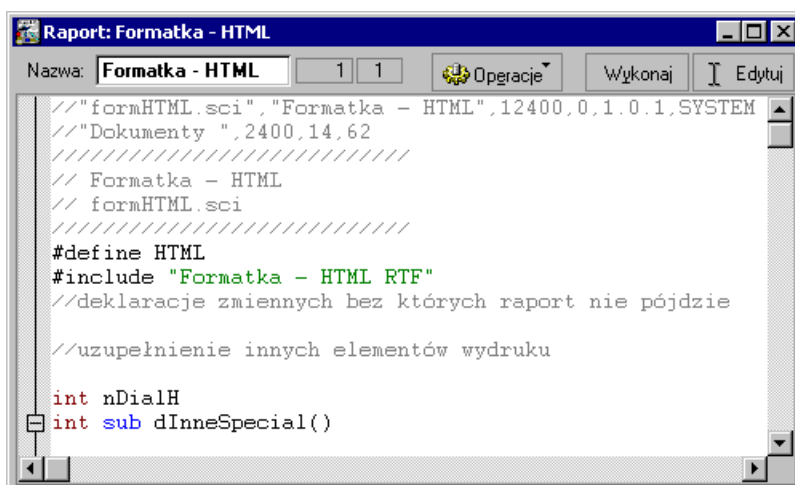 Raport: Formatka - HTML
Nazwa: Formatka - HTML 1 1 Operacje Wykonaj Edytuj
//"formHTML.sci","Formatka - HTML",12400,0,1.0.1,SYSTEM
//"Dokumenty ",2400,14,62
////////////////////////////
// Formatka - HTML
// formHTML.sci
////////////////////////////
#define HTML
#include "Formatka - HTML RTF"
//deklaracje zmiennych bez których raport nie pójdzie
//uzupełnienie innych elementów wydruku
int nDialH
int sub dInneSpecial()